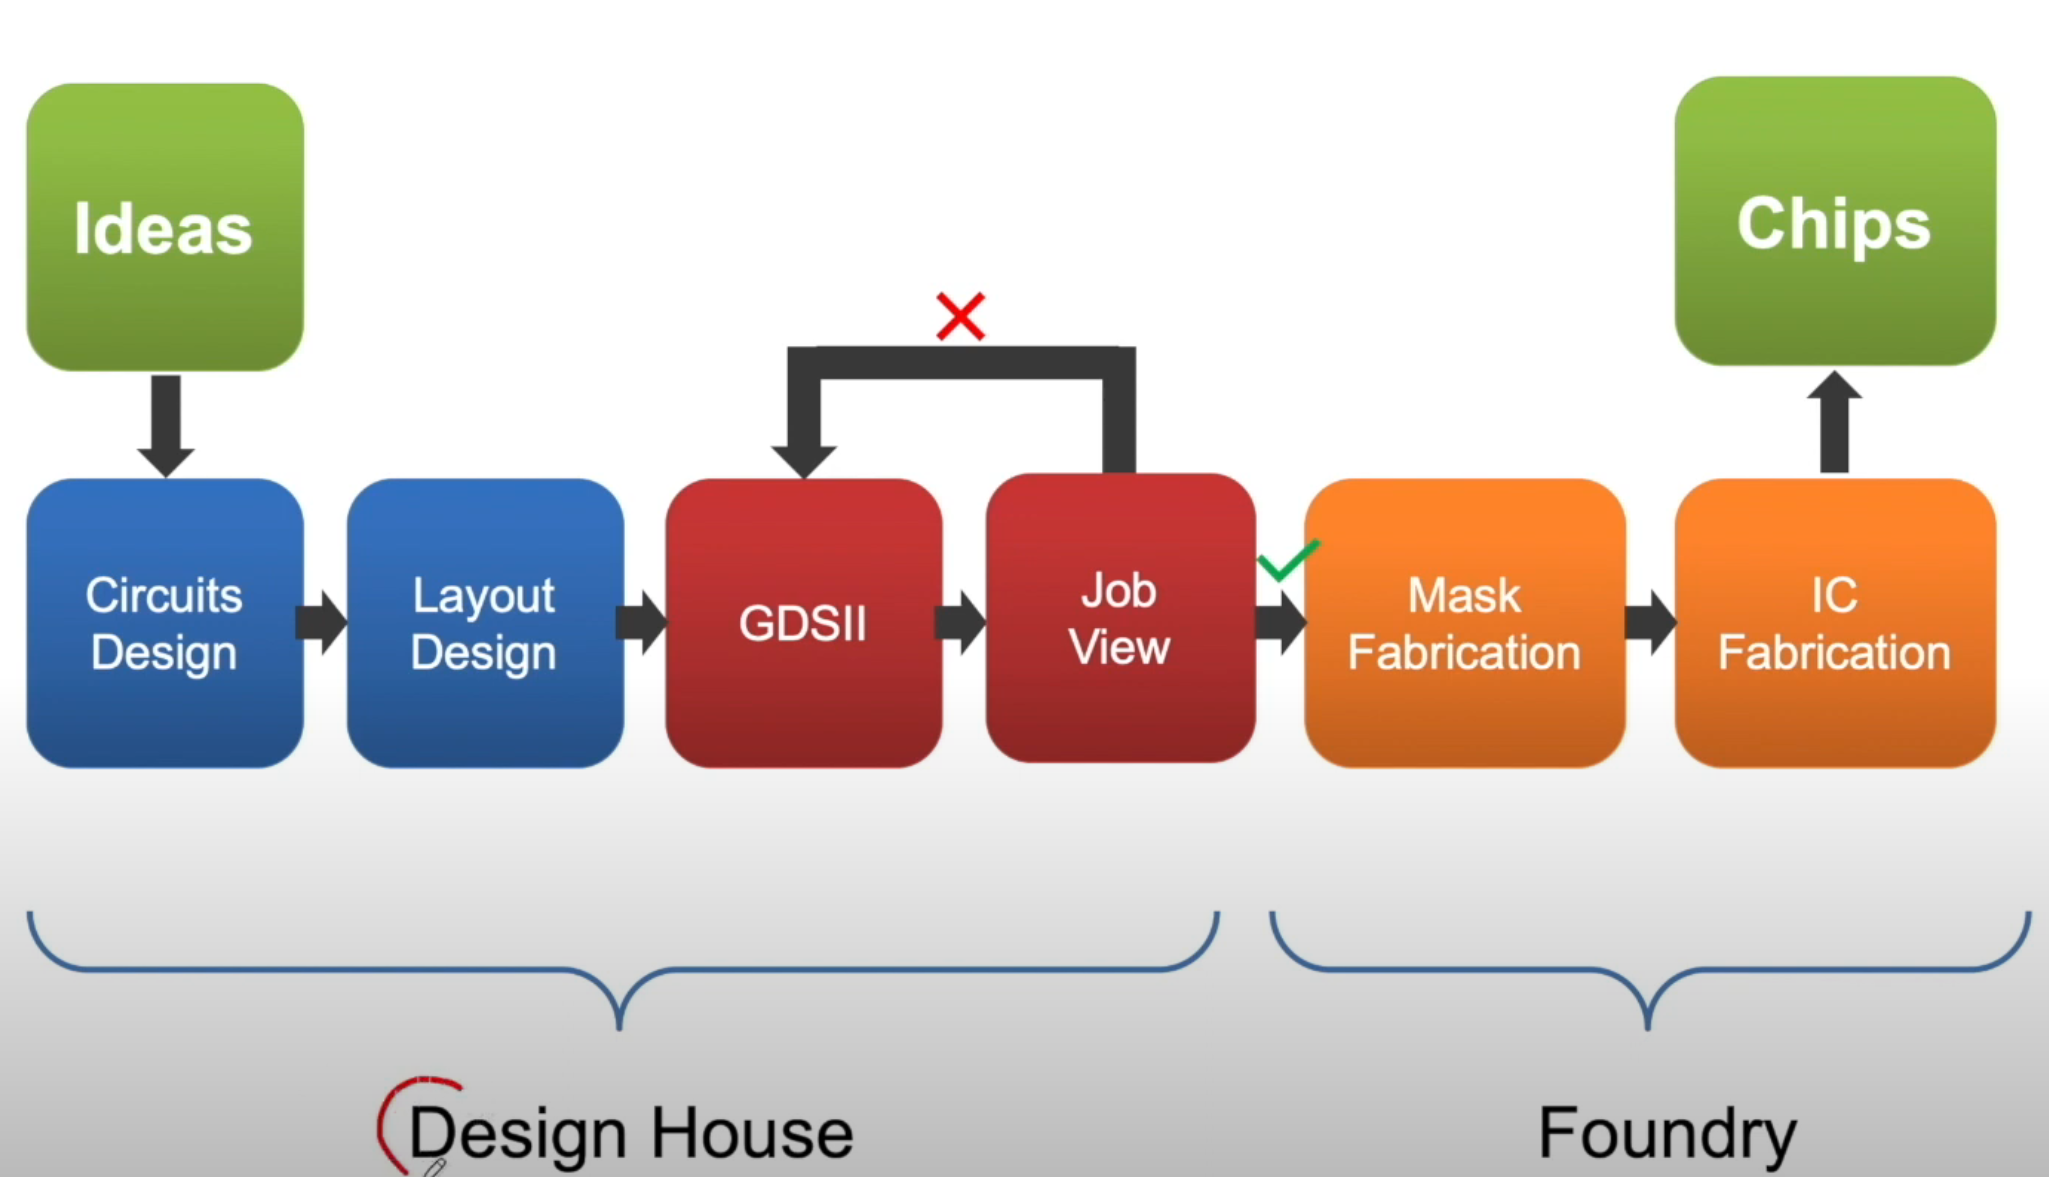 Ideas
Chips
Circuits
Design
Layout
Design
GDSII
Job
View
Mask
Fabrication
IC
Fabrication
Design House
Foundry